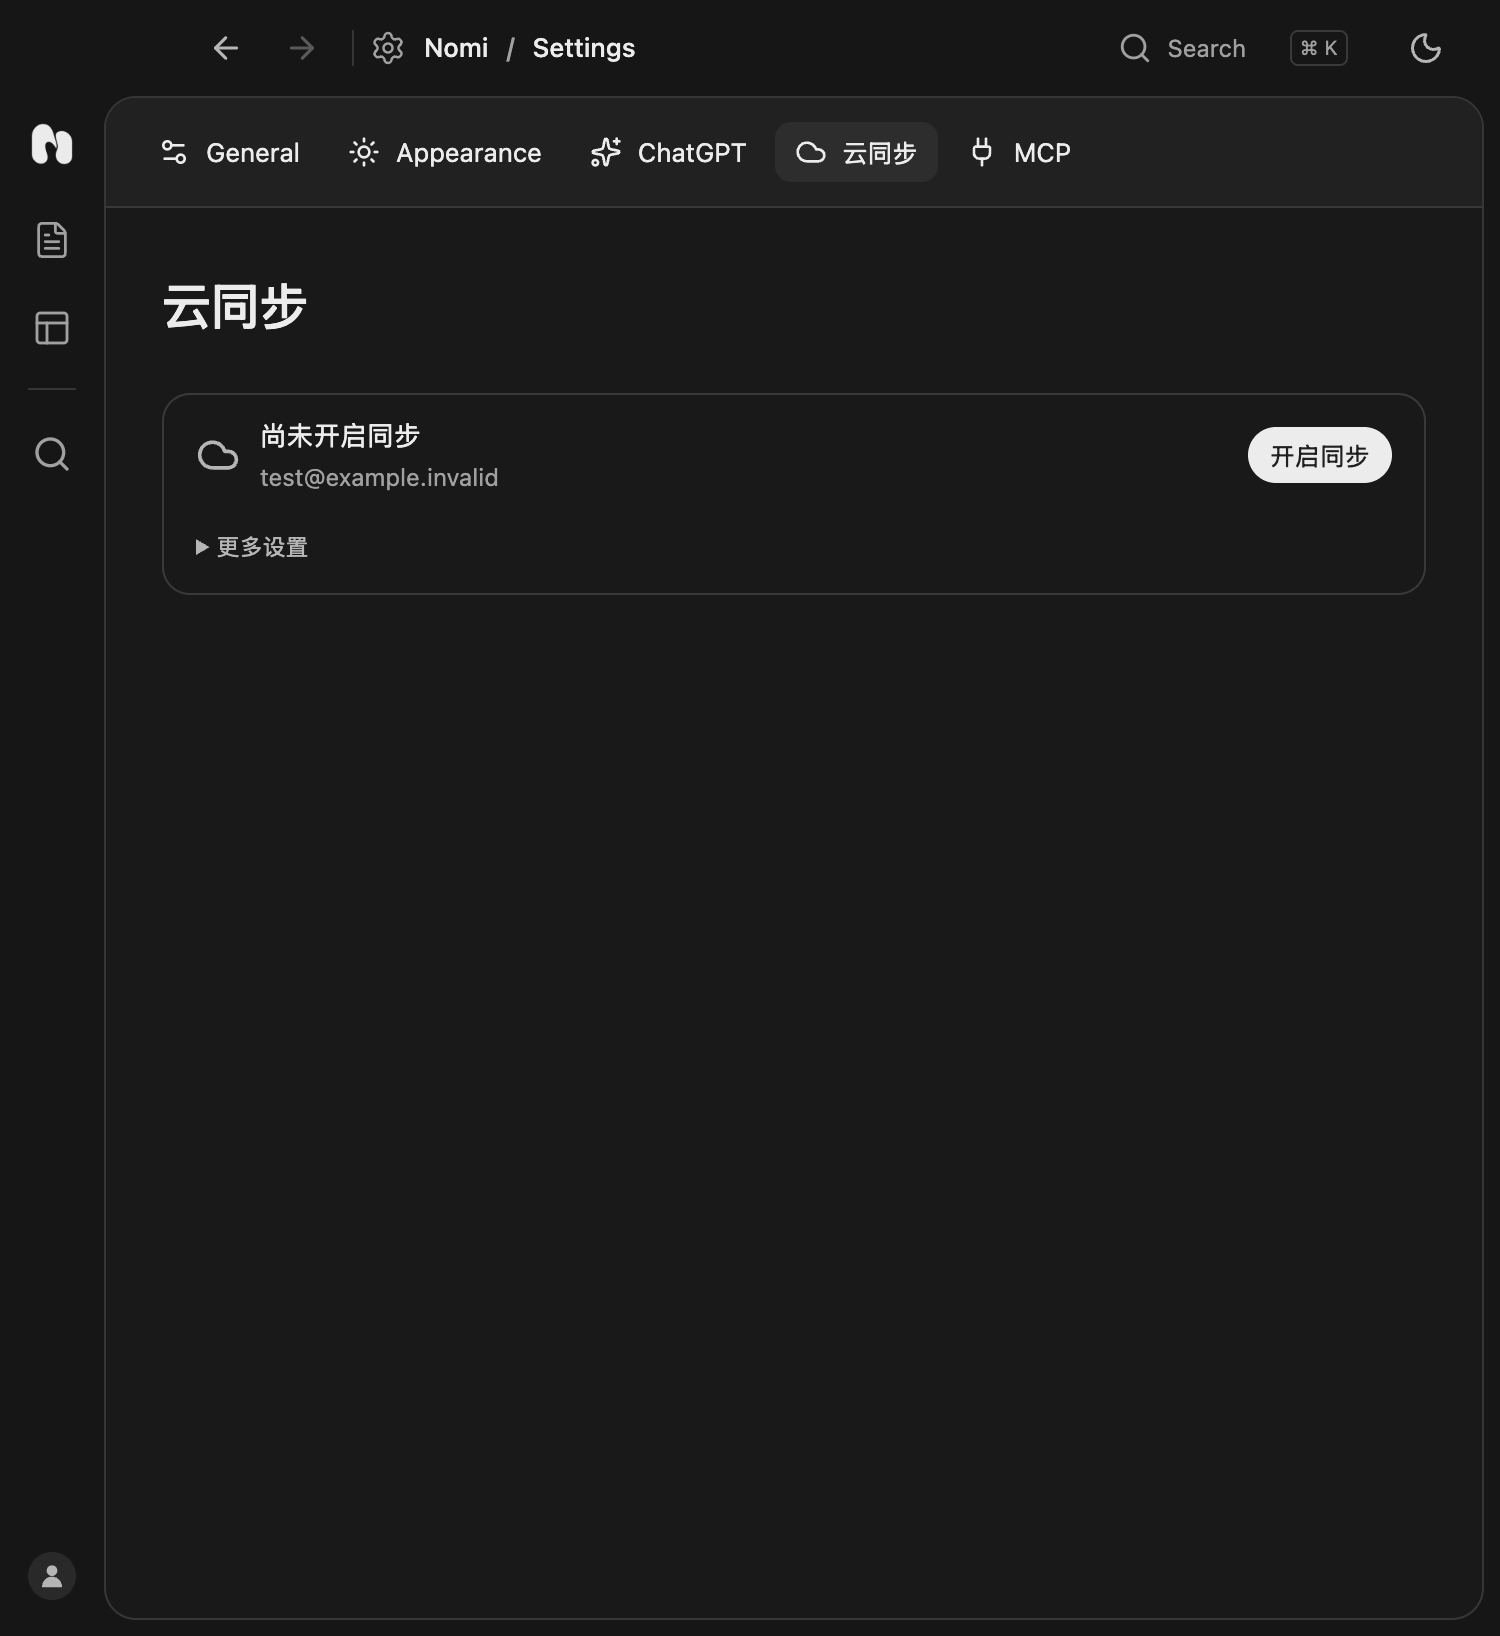 Nomi / Settings
Search ⌘ K
General
Appearance
ChatGPT
云同步
MCP
云同步
尚未开启同步
test@example.invalid
开启同步
更多设置